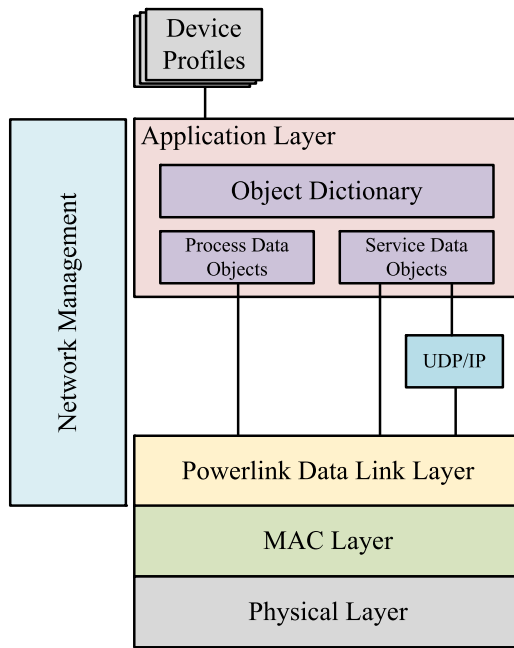 Device
Profiles
Network Management
Application Layer
Object Dictionary
Process Data
Objects
Service Data
Objects
UDP/IP
Powerlink Data Link Layer
MAC Layer
Physical Layer